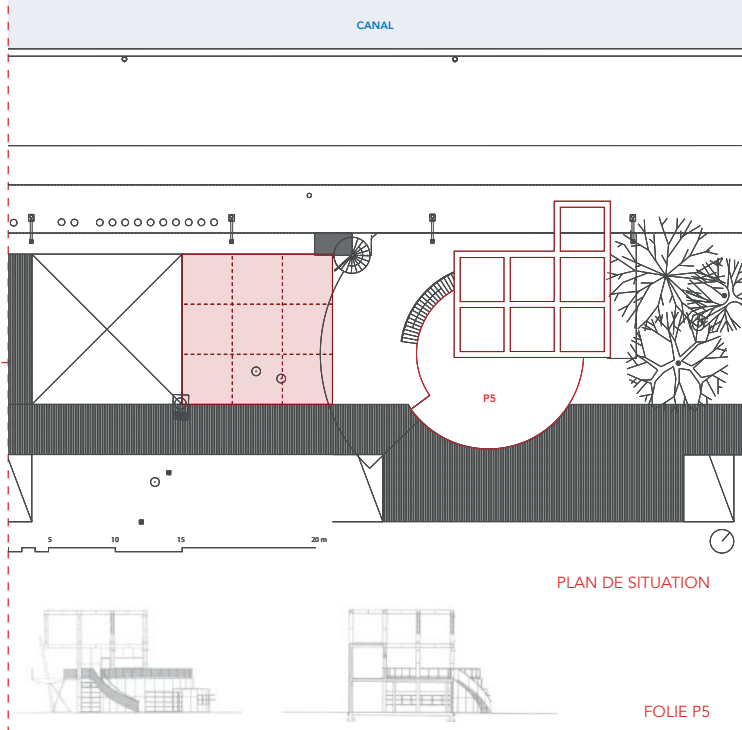 CANAL
P5
5 10 15 20 m
PLAN DE SITUATION
FOLIE P5